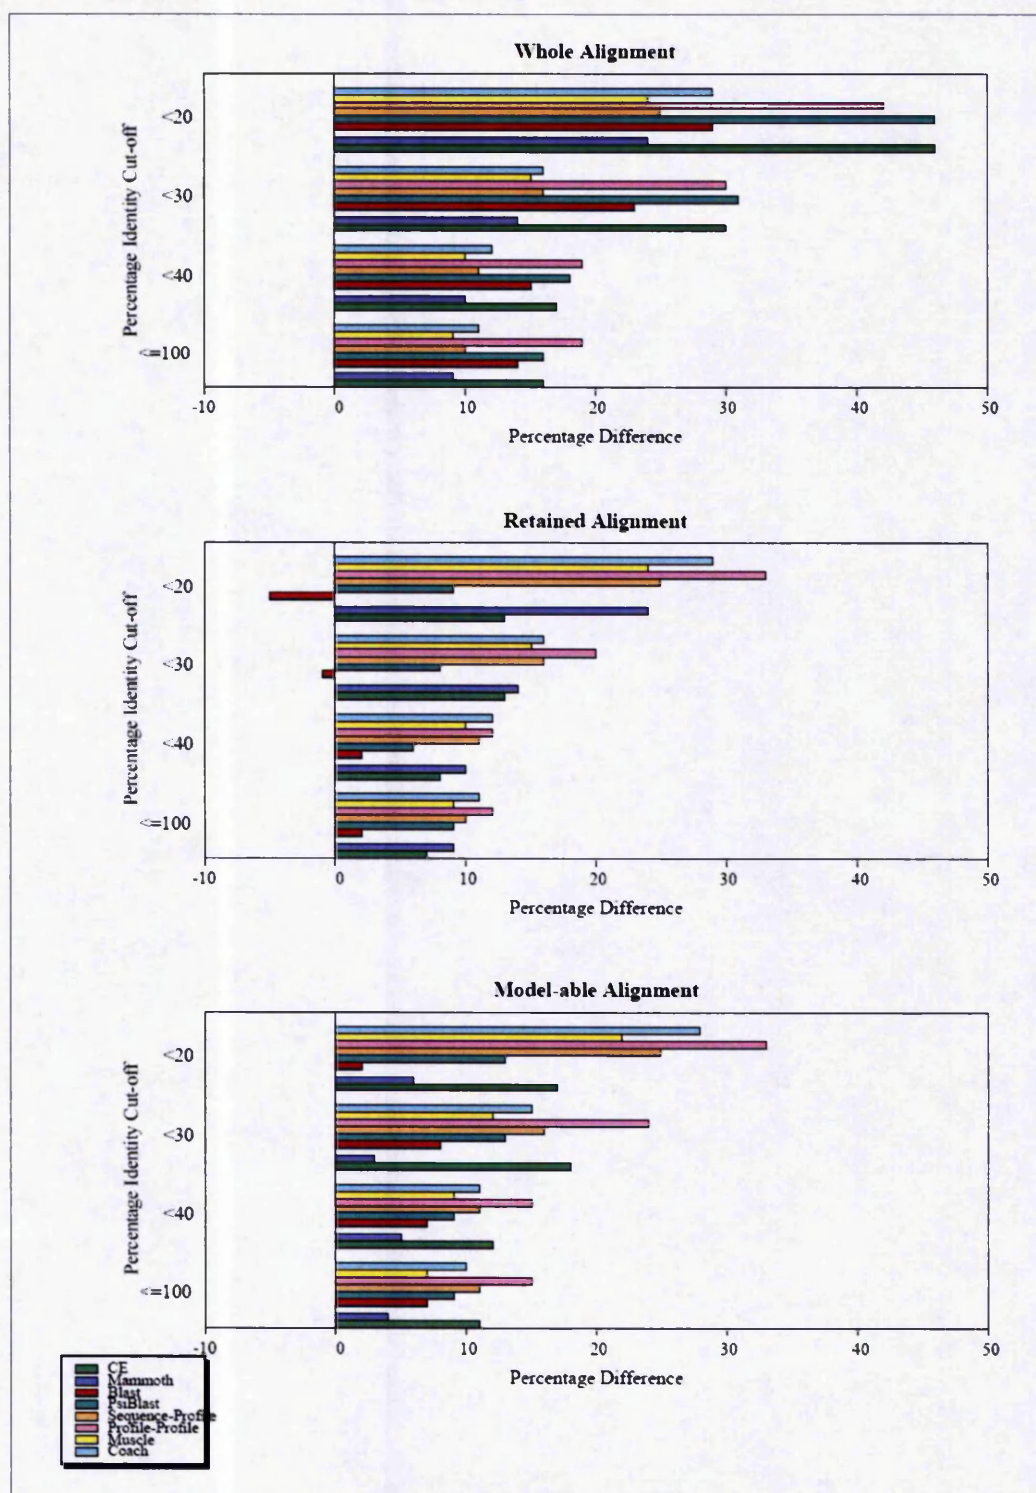 Whole Alignment
Percentage Identity Cut-off
<20
<30
<40
<=100
-10 0 10 20 30 40 50
Percentage Difference
Retained Alignment
Percentage Identity Cut-off
<20
<30
<40
<=100
-10 0 10 20 30 40 50
Percentage Difference
Model-able Alignment
Percentage Identity Cut-off
<20
<30
<40
<=100
-10 0 10 20 30 40 50
Percentage Difference
CE
Mammoth
Blast
PsiBlast
Sequence-Profile
Profile-Profile
Muscle
Coach